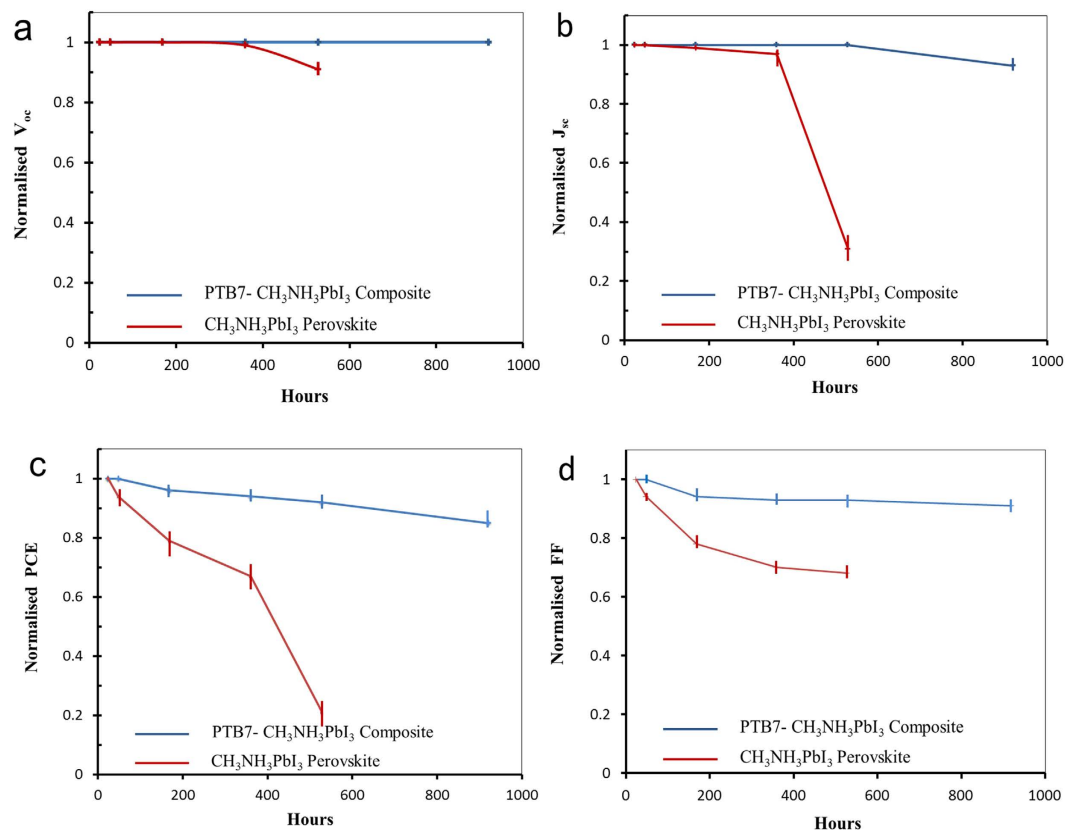 a
Normalised V_oc
1
0.8
0.6
0.4
0.2
0
PTB7- CH₃NH₃PbI₃ Composite
CH₃NH₃PbI₃ Perovskite
0 200 400 600 800 1000
Hours
b
Normalised J_sc
1
0.8
0.6
0.4
0.2
0
PTB7- CH₃NH₃PbI₃ Composite
CH₃NH₃PbI₃ Perovskite
0 200 400 600 800 1000
Hours
c
Normalised PCE
1
0.8
0.6
0.4
0.2
0
PTB7- CH₃NH₃PbI₃ Composite
CH₃NH₃PbI₃ Perovskite
0 200 400 600 800 1000
Hours
d
Normalised FF
1
0.8
0.6
0.4
0.2
0
PTB7- CH₃NH₃PbI₃ Composite
CH₃NH₃PbI₃ Perovskite
0 200 400 600 800 1000
Hours